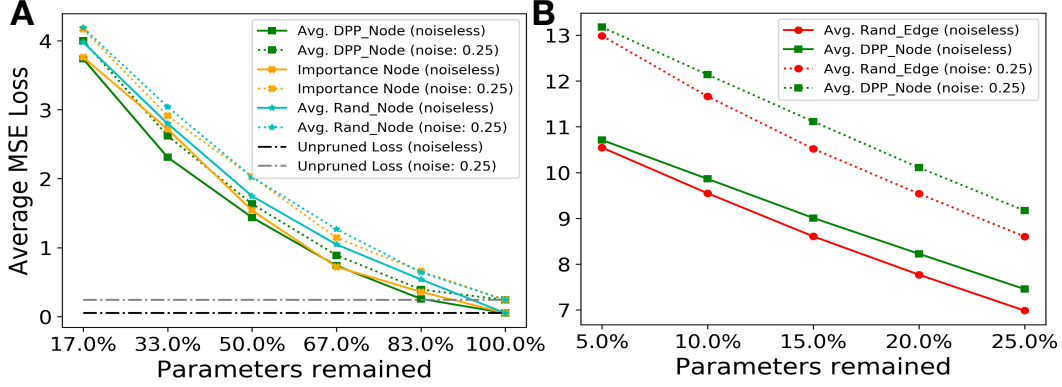 A
Average MSE Loss
4
3
2
1
0
Avg. DPP_Node (noiseless)
Avg. DPP_Node (noise: 0.25)
Importance Node (noiseless)
Importance Node (noise: 0.25)
Avg. Rand_Node (noiseless)
Avg. Rand_Node (noise: 0.25)
Unpruned Loss (noiseless)
Unpruned Loss (noise: 0.25)
17.0% 33.0% 50.0% 67.0% 83.0% 100.0%
Parameters remained
B
13
12
11
10
9
8
7
Avg. Rand_Edge (noiseless)
Avg. DPP_Node (noiseless)
Avg. Rand_Edge (noise: 0.25)
Avg. DPP_Node (noise: 0.25)
5.0% 10.0% 15.0% 20.0% 25.0%
Parameters remained